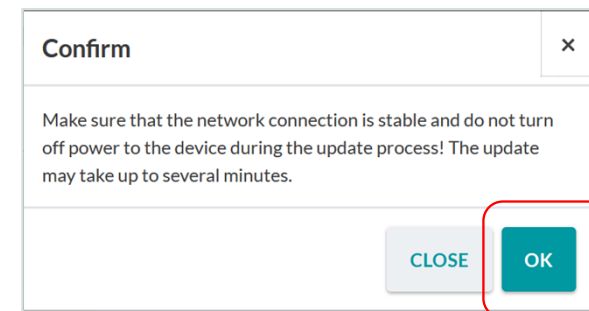 Confirm ×
Make sure that the network connection is stable and do not turn
off power to the device during the update process! The update
may take up to several minutes.
CLOSE OK